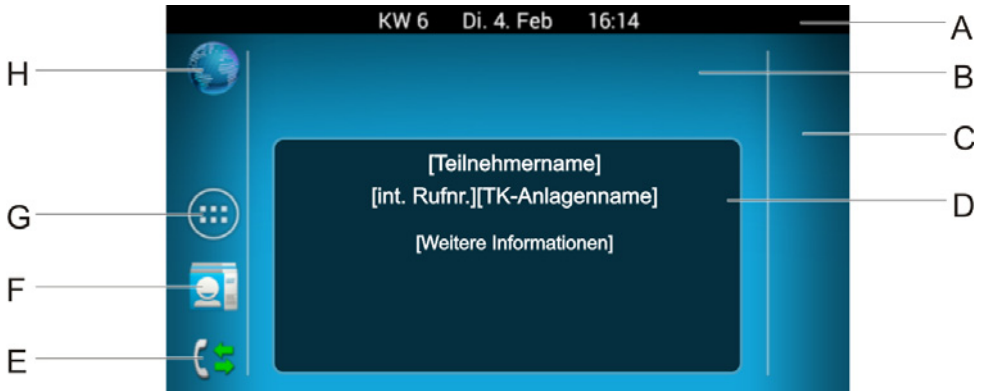 KW 6 Di. 4. Feb 16:14
A
H
B
C
[Teilnehmername]
[int. Rufnr.][TK-Anlagenname]
D
G
[Weitere Informationen]
F
E